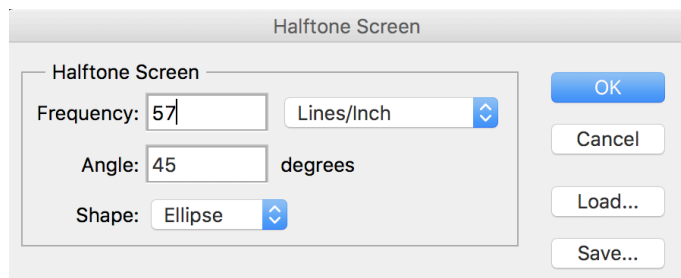 Halftone Screen
Halftone Screen
Frequency: 57 Lines/Inch
Angle: 45 degrees
Shape: Ellipse
OK
Cancel
Load...
Save...